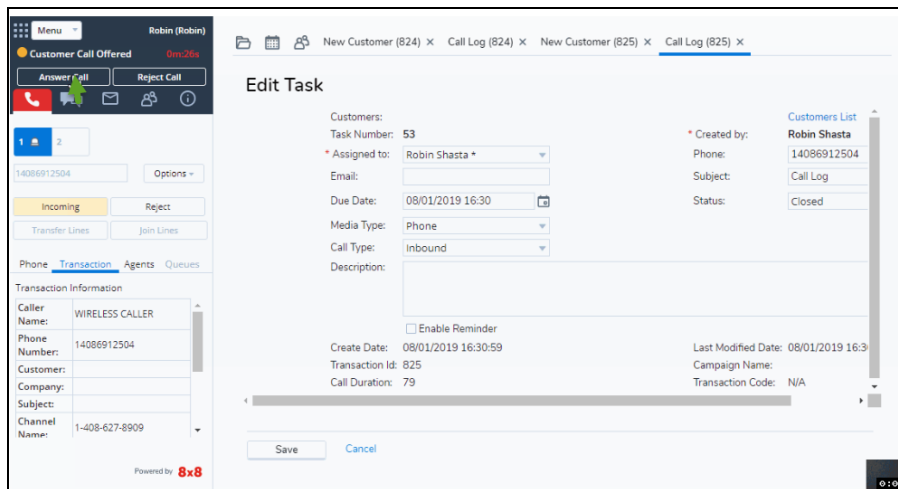 Menu
Robin (Robin)
Customer Call Offered 0m:26s
Answer Call Reject Call
1 2
14086912504 Options
Incoming Reject
Transfer Lines Join Lines
Phone Transaction Agents Queues
Transaction Information
Caller Name: WIRELESS CALLER
Phone Number: 14086912504
Customer:
Company:
Subject:
Channel Name: 1-408-627-8909
Powered by 8x8
New Customer (824) × Call Log (824) × New Customer (825) × Call Log (825) ×
Edit Task
Customers: Customers List
Task Number: 53 * Created by: Robin Shasta
* Assigned to: Robin Shasta * Phone: 14086912504
Email: Subject: Call Log
Due Date: 08/01/2019 16:30 Status: Closed
Media Type: Phone
Call Type: Inbound
Description:
Enable Reminder
Create Date: 08/01/2019 16:30:59 Last Modified Date: 08/01/2019 16:3
Transaction Id: 825 Campaign Name:
Call Duration: 79 Transaction Code: N/A
Save Cancel